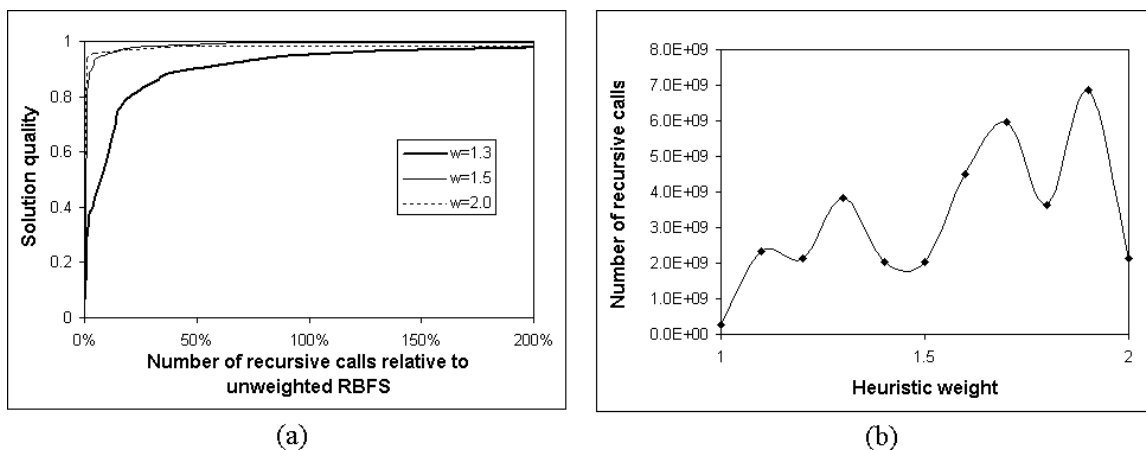 1
0.8
0.6
0.4
0.2
0
Solution quality
w=1.3
w=1.5
w=2.0
0%
50%
100%
150%
200%
Number of recursive calls relative to
unweighted RBFS
(a)
8.0E+09
7.0E+09
6.0E+09
5.0E+09
4.0E+09
3.0E+09
2.0E+09
1.0E+09
0.0E+00
Number of recursive calls
1
1.5
2
Heuristic weight
(b)